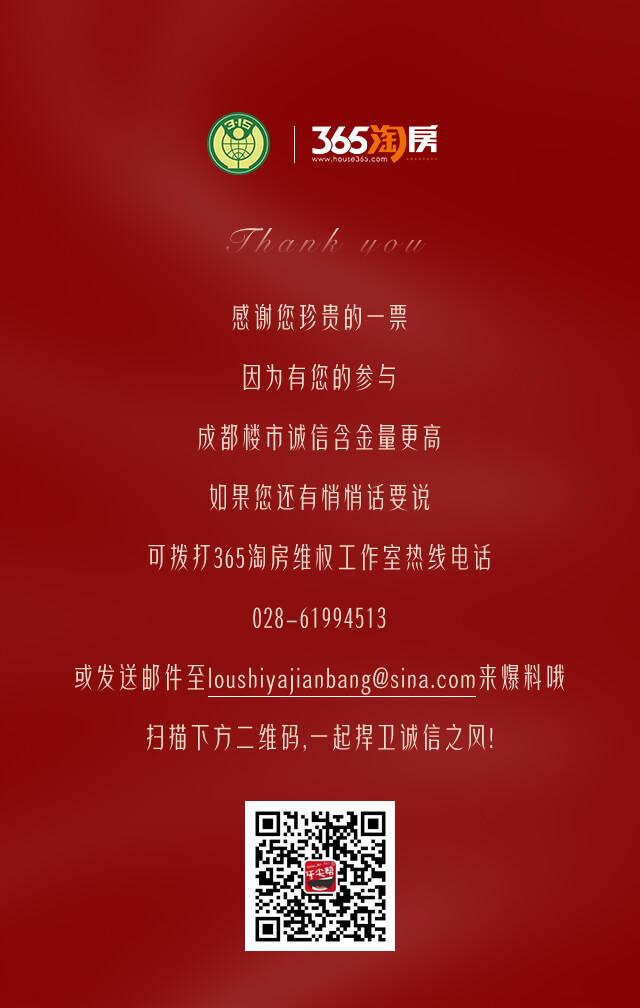 3·15
365淘房
www.house365.com
Thank you
感谢您珍贵的一票
因为有您的参与
成都楼市诚信含金量更高
如果您还有悄悄话要说
可拨打365淘房维权工作室热线电话
028-61994513
或发送邮件至loushiyajianbang@sina.com来爆料哦
扫描下方二维码,一起捍卫诚信之风!
牙尖帮